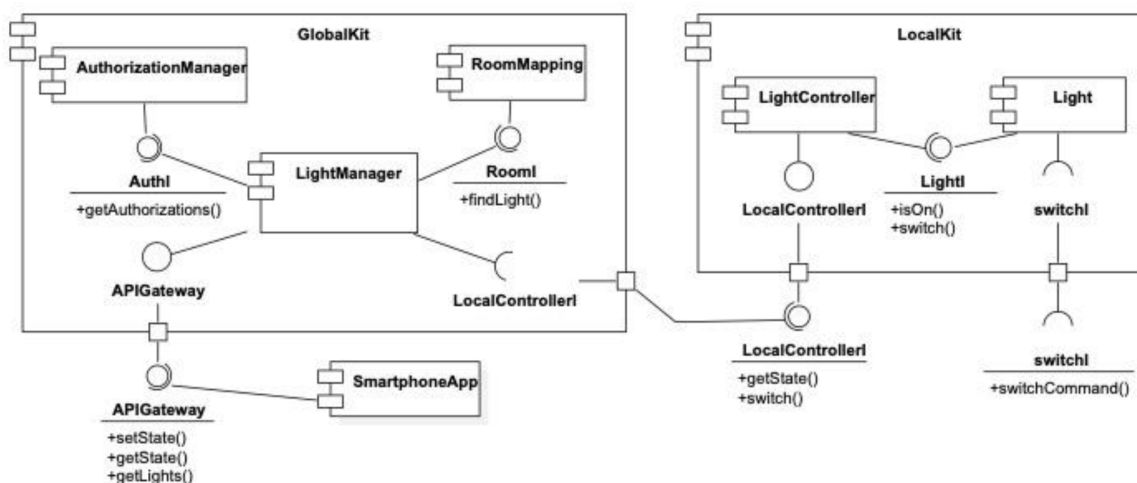 GlobalKit
LocalKit
AuthorizationManager
RoomMapping
LightController
Light
LightManager
AuthI
+getAuthorizations()
RoomI
+findLight()
LocalControllerI
LightI
+isOn()
+switch()
switchI
APIGateway
LocalControllerI
LocalControllerI
+getState()
+switch()
switchI
+switchCommand()
SmartphoneApp
APIGateway
+setState()
+getState()
+getLights()